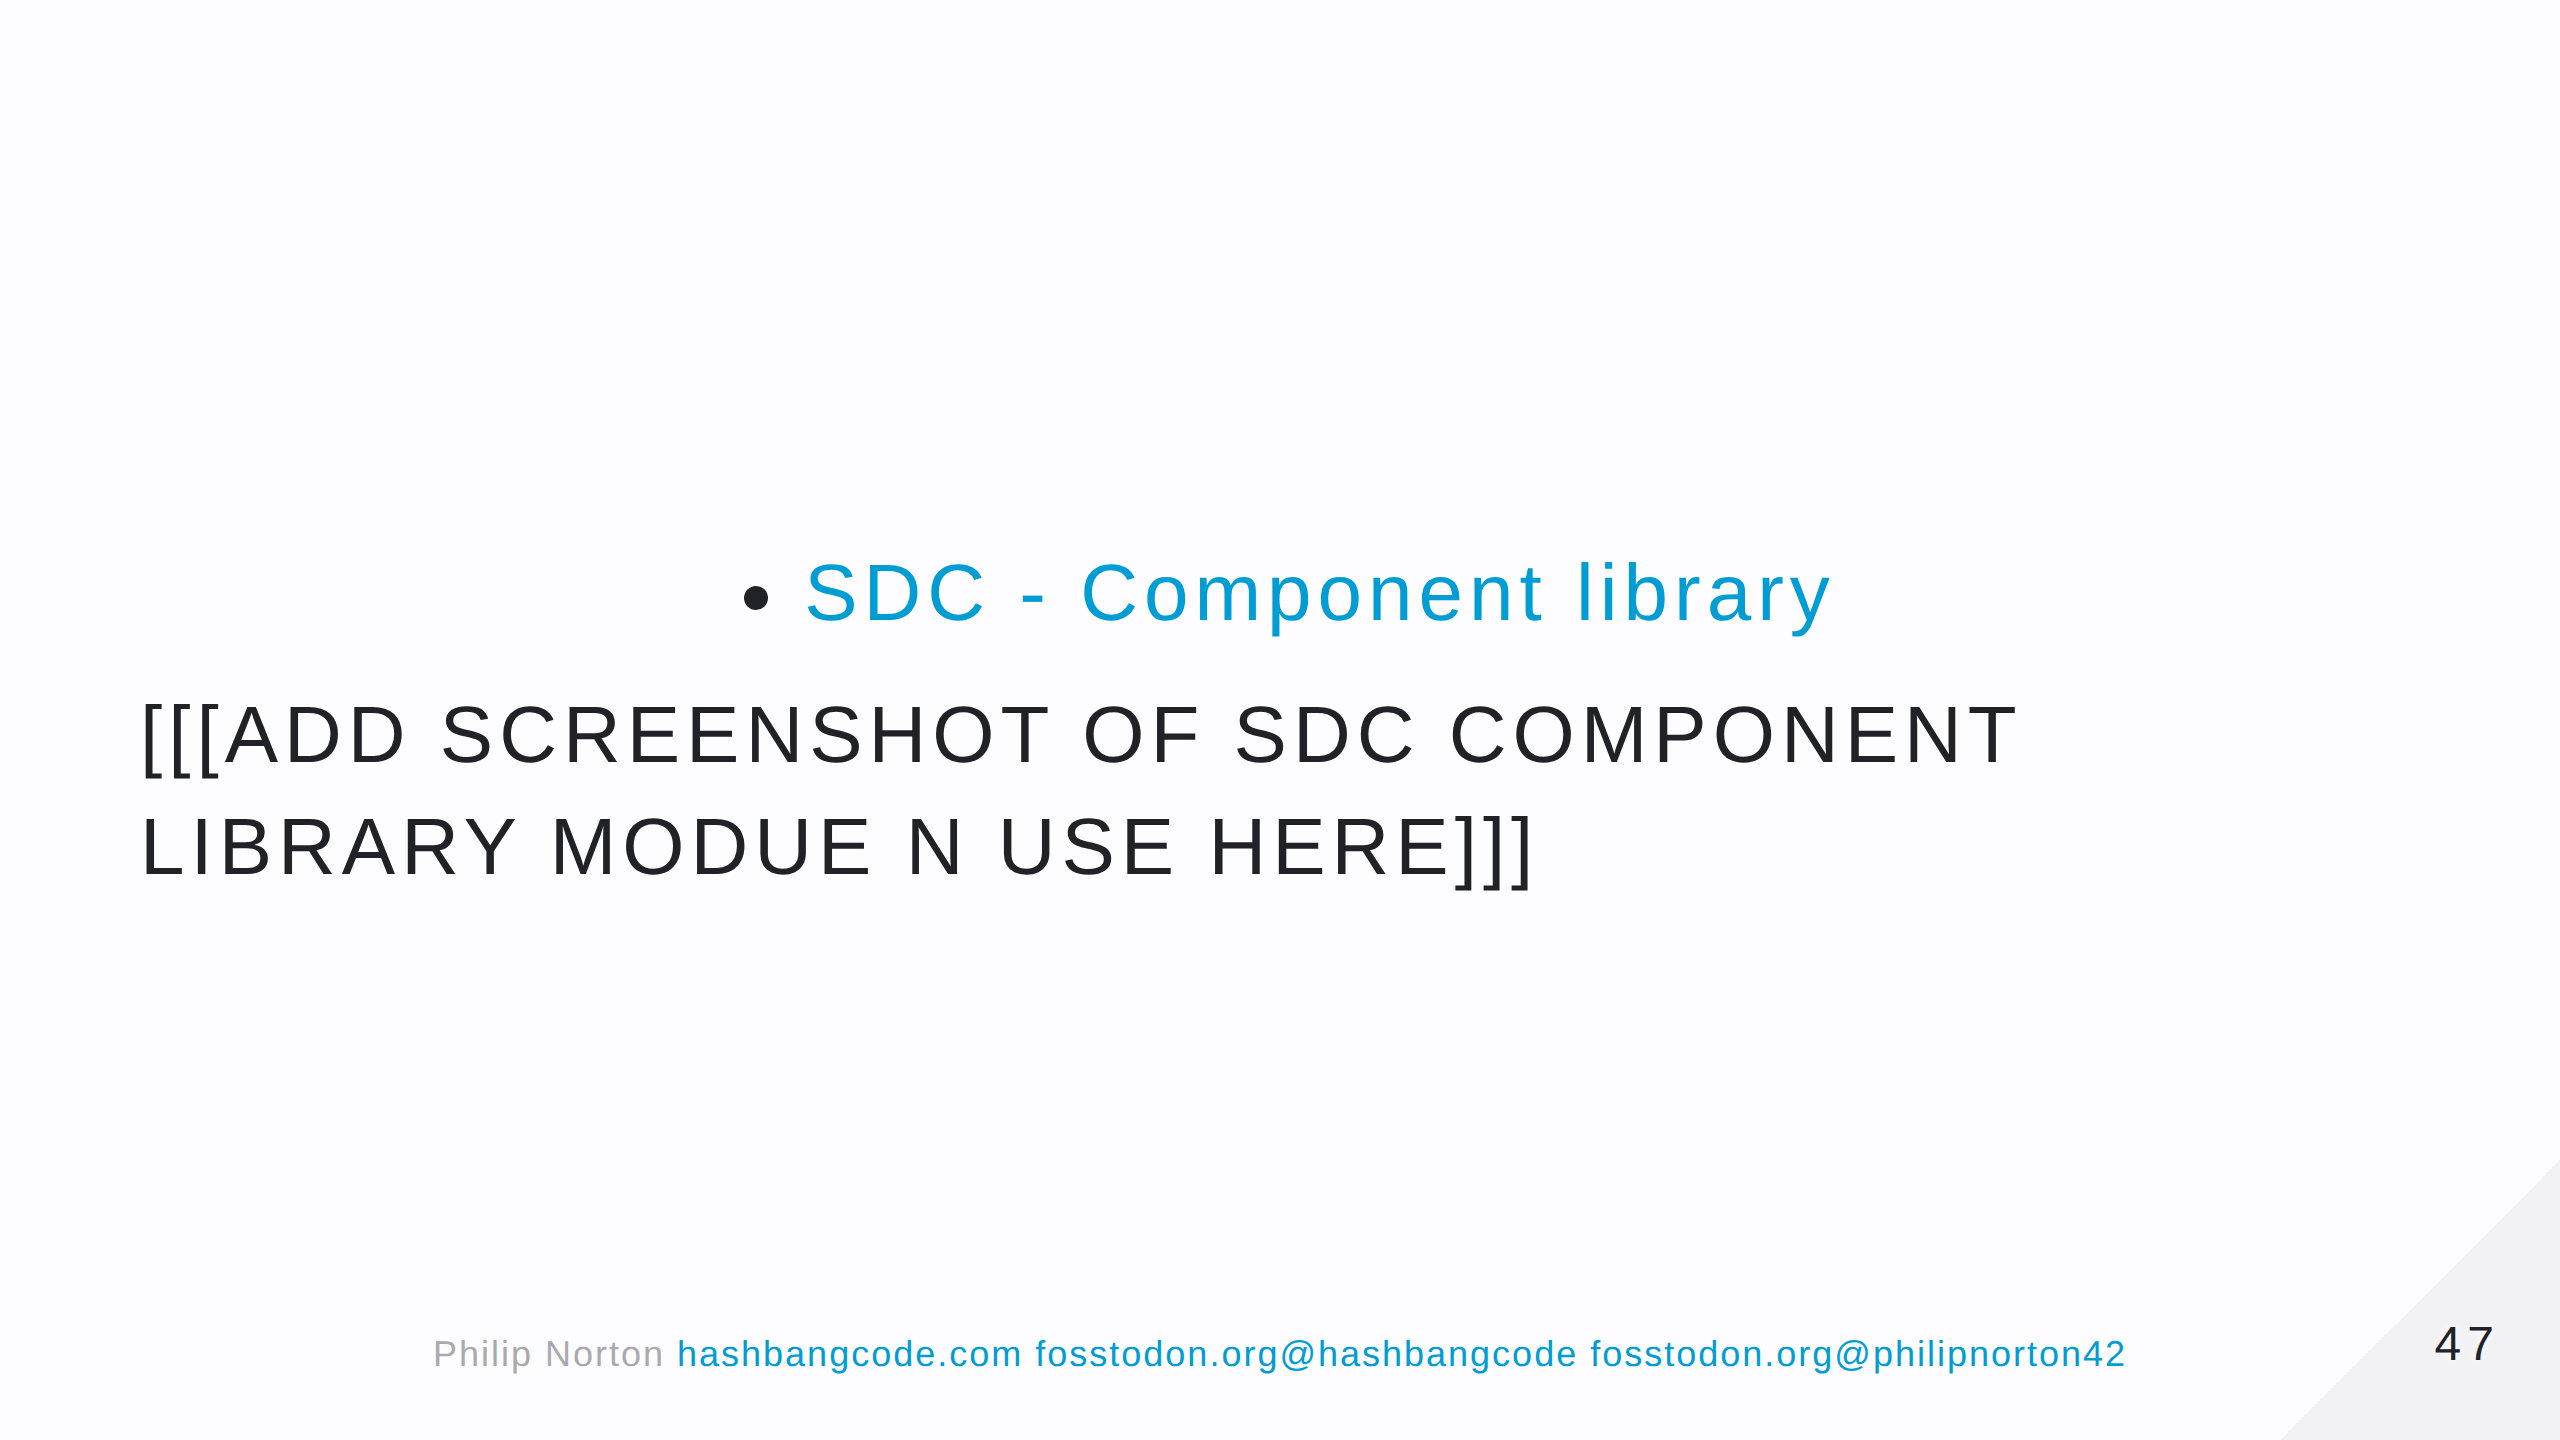 • SDC - Component library
[[[ADD SCREENSHOT OF SDC COMPONENT
LIBRARY MODUE N USE HERE]]]
Philip Norton hashbangcode.com fosstodon.org@hashbangcode fosstodon.org@philipnorton42
47